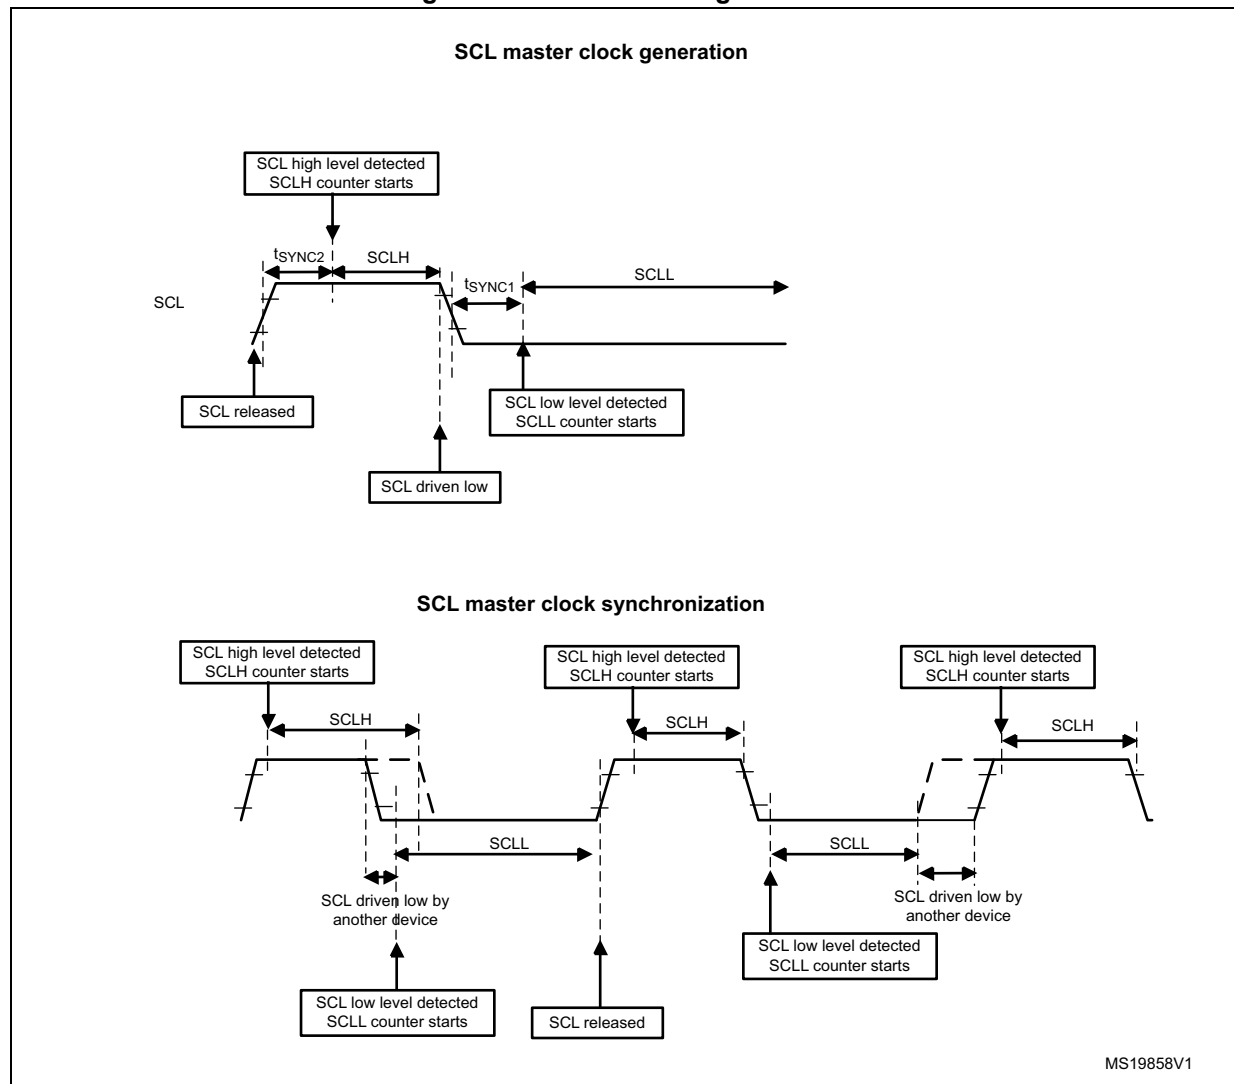 SCL master clock generation
SCL high level detected
SCLH counter starts
tSYNC2
SCLH
SCLL
tSYNC1
SCL
SCL released
SCL low level detected
SCLL counter starts
SCL driven low
SCL master clock synchronization
SCL high level detected
SCLH counter starts
SCL high level detected
SCLH counter starts
SCL high level detected
SCLH counter starts
SCLH
SCLH
SCLH
SCLL
SCLL
SCL driven low by
another device
SCL driven low by
another device
SCL low level detected
SCLL counter starts
SCL low level detected
SCLL counter starts
SCL released
MS19858V1